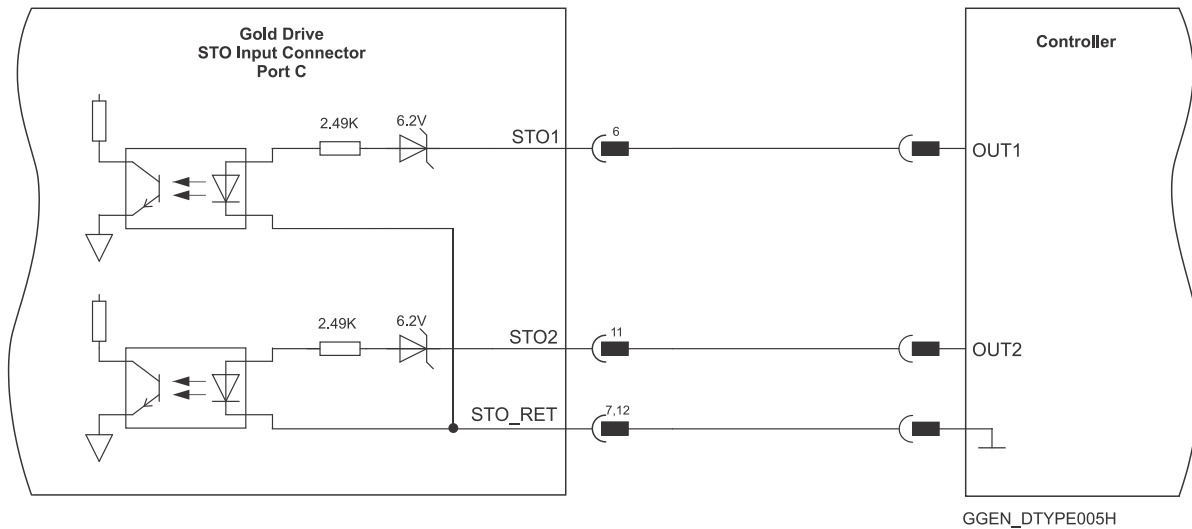 Gold Drive
STO Input Connector
Port C
Controller
2.49K
6.2V
STO1
6
OUT1
2.49K
6.2V
STO2
11
OUT2
STO_RET
7,12
GGEN_DTYPE005H